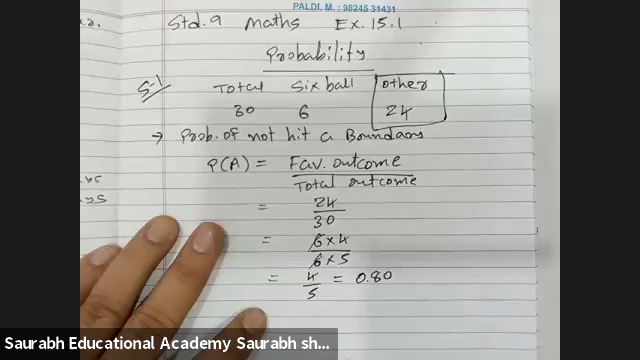 PALDI. M. : 98245 31431
Std. 9 Maths Ex. 15.1
Probability
S-1
Total Six ball other
30 6 24
→ Prob. of not hit a Boundary
P(A) = Fav. outcome
Total outcome
= 24
30
= 6 x 4
6 x 5
= 4 = 0.80
5
Saurabh Educational Academy Saurabh sh...